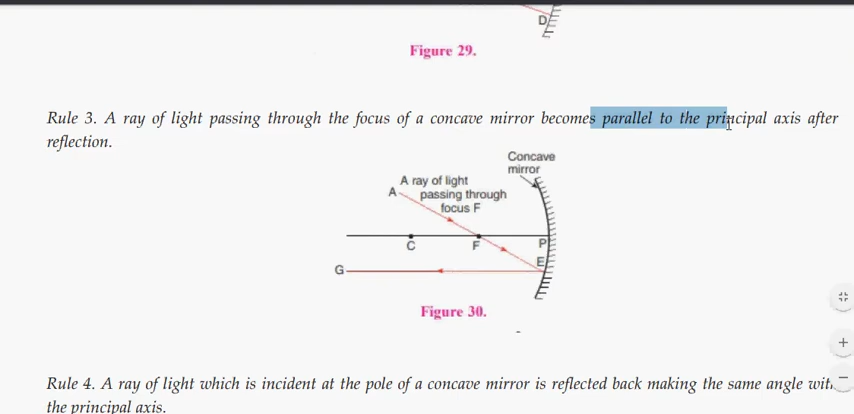 D
Figure 29.
Rule 3. A ray of light passing through the focus of a concave mirror becomes parallel to the principal axis after
reflection.
Concave
mirror
A ray of light
A
passing through
focus F
C
F
P
E
G
Figure 30.
Rule 4. A ray of light which is incident at the pole of a concave mirror is reflected back making the same angle with
the principal axis.